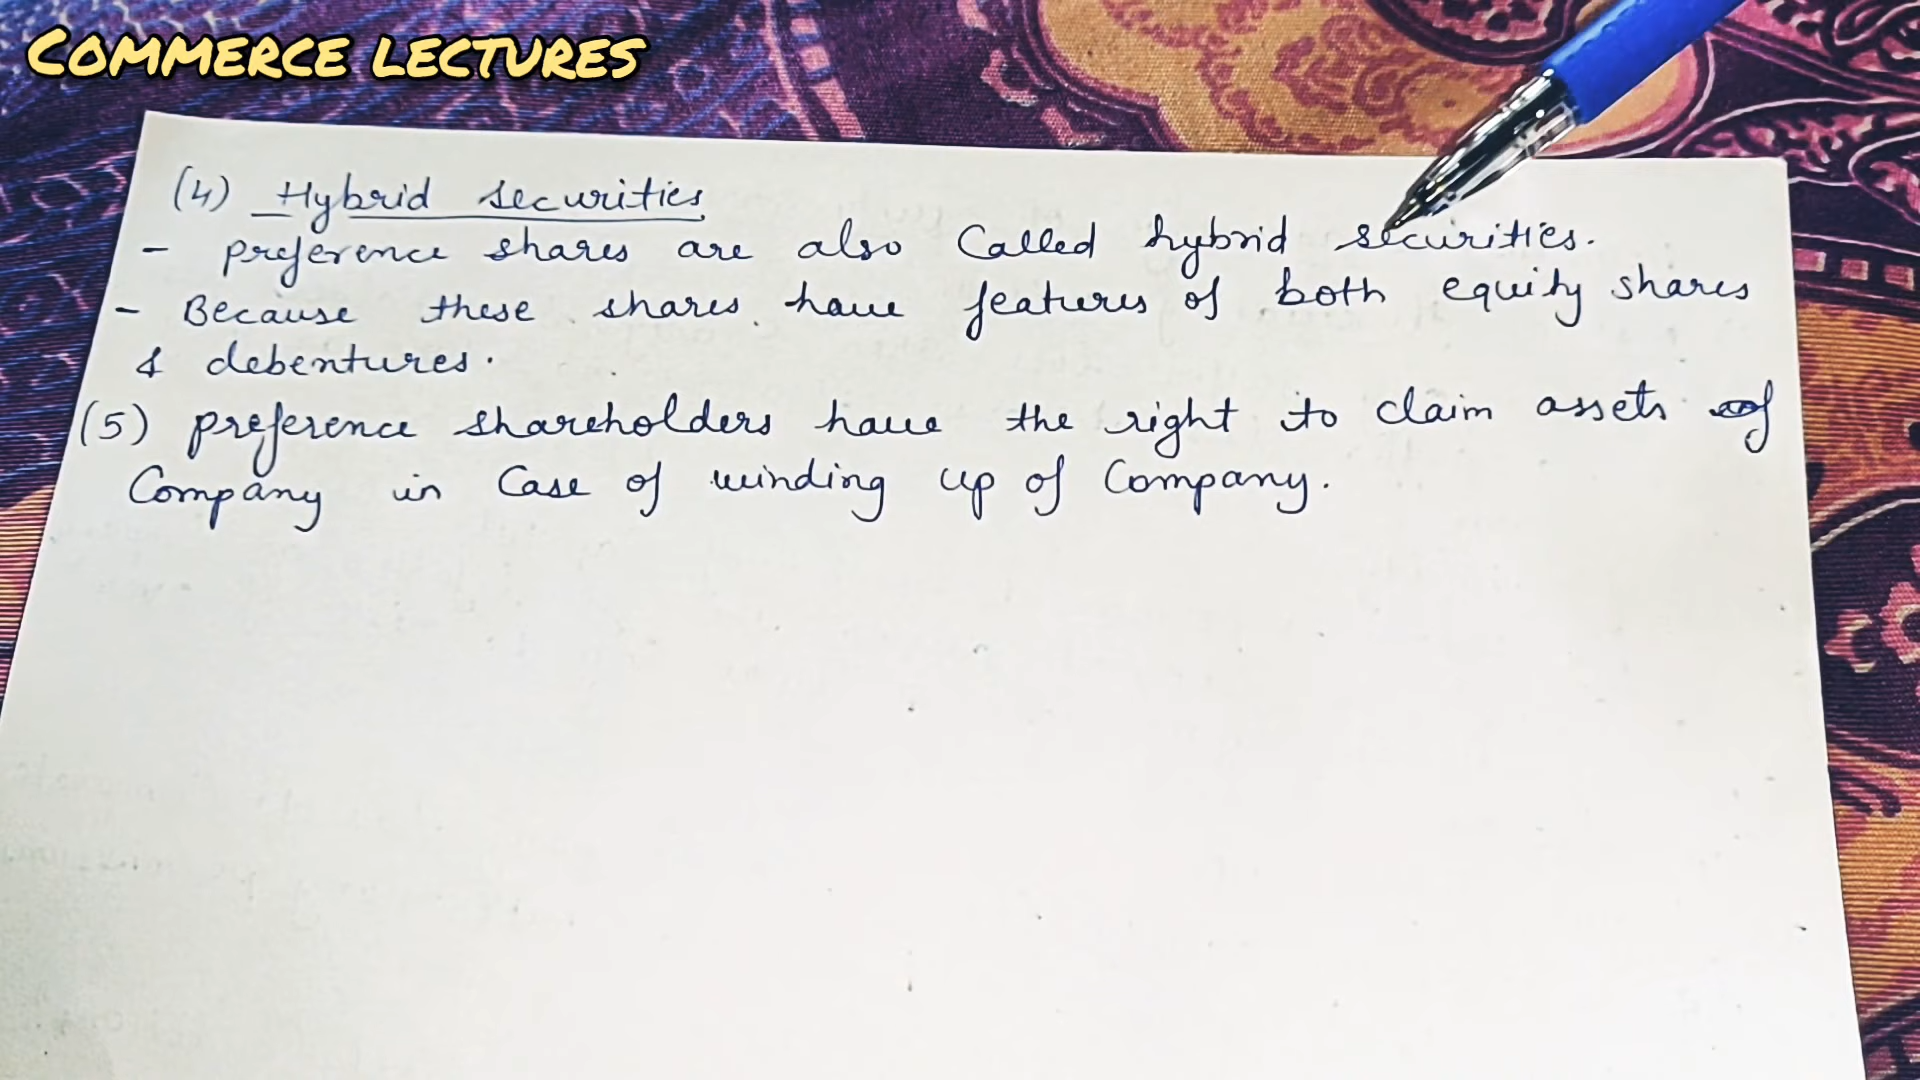 COMMERCE LECTURES
(4) Hybrid securities
- preference shares are also Called hybrid securities.
- Because these shares have features of both equity shares
& debentures.
(5) preference shareholders have the right to claim assets of
Company in Case of winding up of Company.